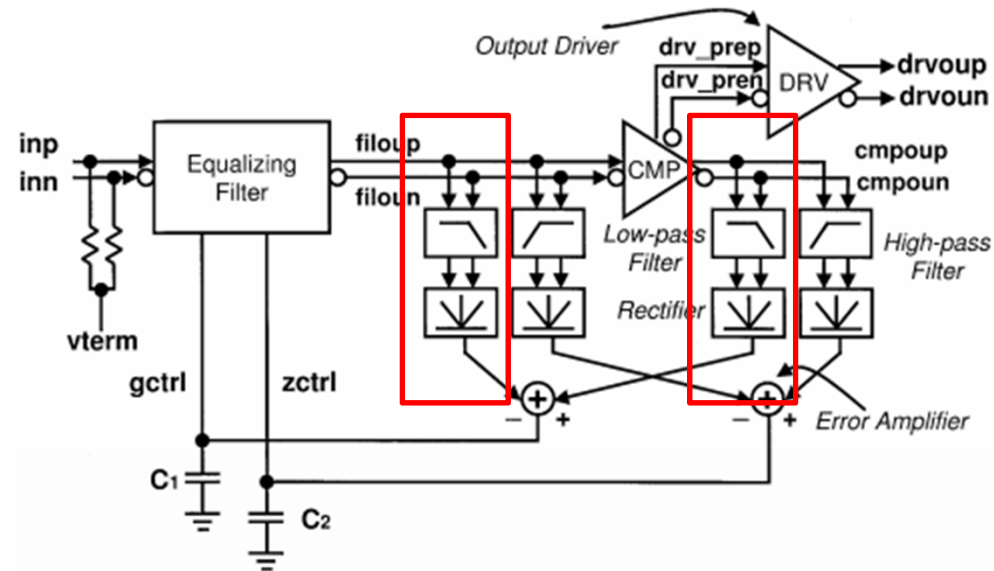 Output Driver
drv_prep
drv_pren
DRV
drvoup
drvoun
inp
inn
Equalizing
Filter
filoup
filoun
CMP
cmpoup
cmpoun
Low-pass
Filter
High-pass
Filter
Rectifier
vterm
gctrl
zctrl
− +
− +
Error Amplifier
C1
C2